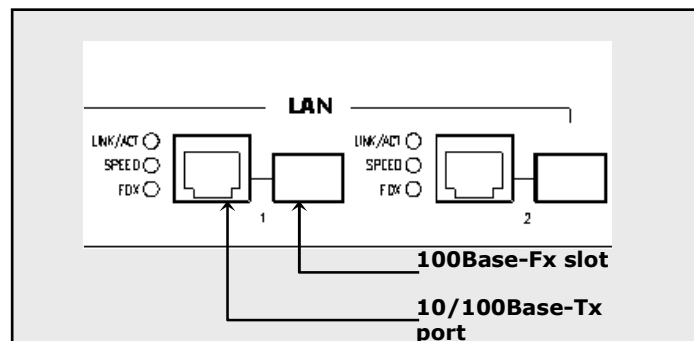 LAN
LINK/ACT
SPEED
FDX
1
LINK/ACT
SPEED
FDX
2
100Base-Fx slot
10/100Base-Tx
port